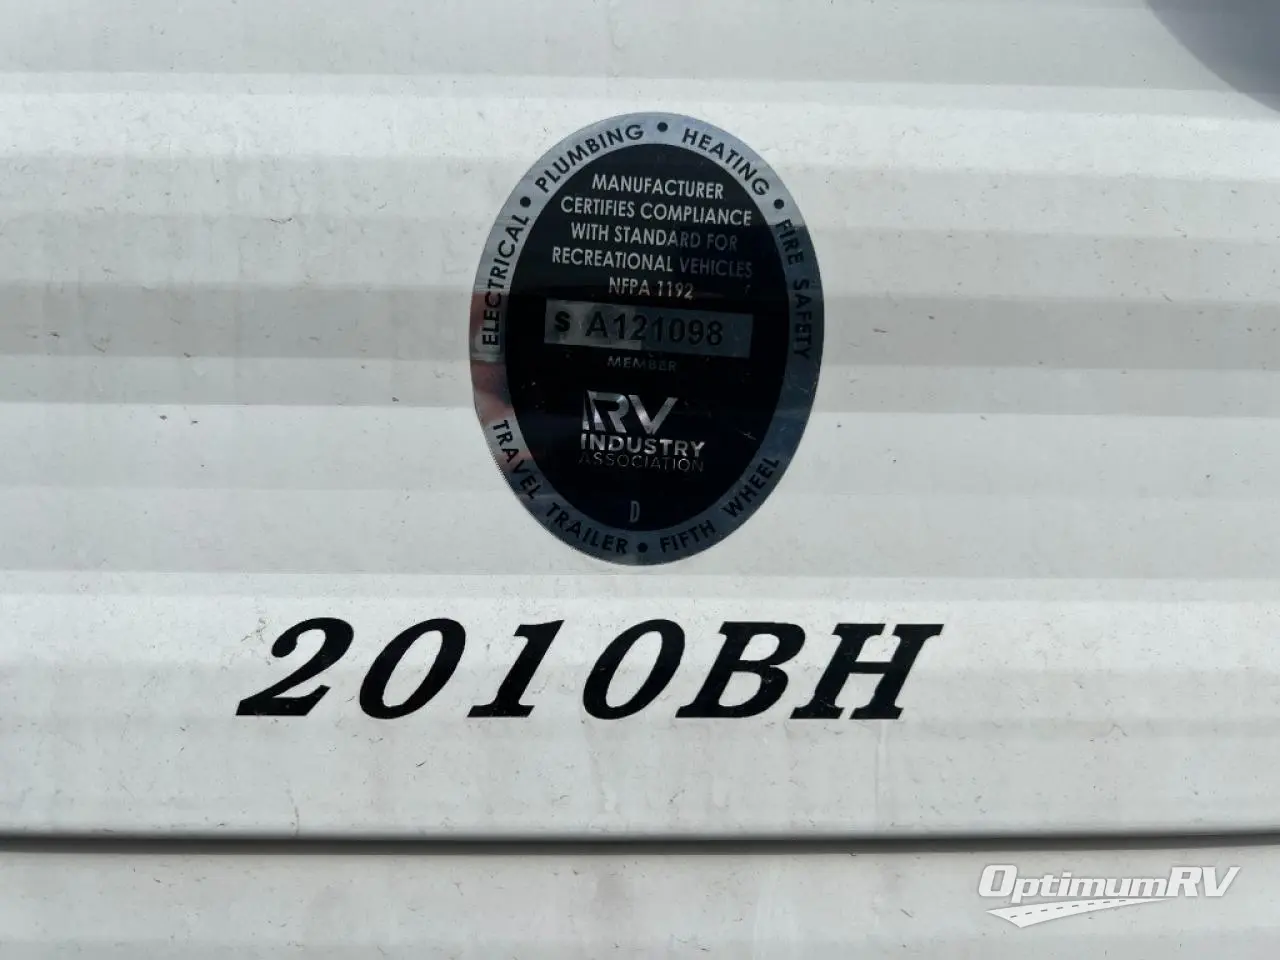 ELECTRICAL • PLUMBING • HEATING • FIRE SAFETY
MANUFACTURER
CERTIFIES COMPLIANCE
WITH STANDARD FOR
RECREATIONAL VEHICLES
NFPA 1192
S A121098
MEMBER
RV
INDUSTRY
ASSOCIATION
D
TRAVEL TRAILER • FIFTH WHEEL
2010BH
OptimumRV